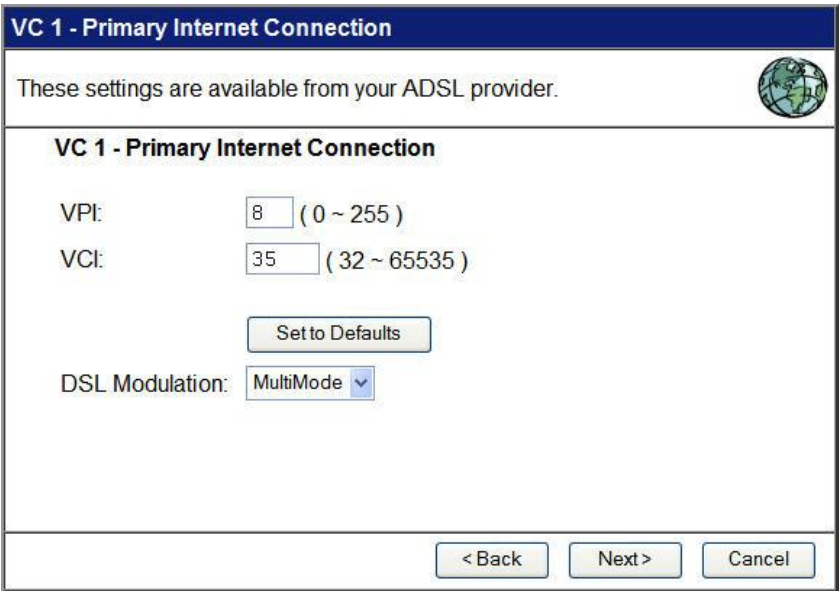 VC 1 - Primary Internet Connection
These settings are available from your ADSL provider.
VC 1 - Primary Internet Connection
VPI: 8 ( 0 ~ 255 )
VCI: 35 ( 32 ~ 65535 )
Set to Defaults
DSL Modulation: MultiMode
< Back Next > Cancel